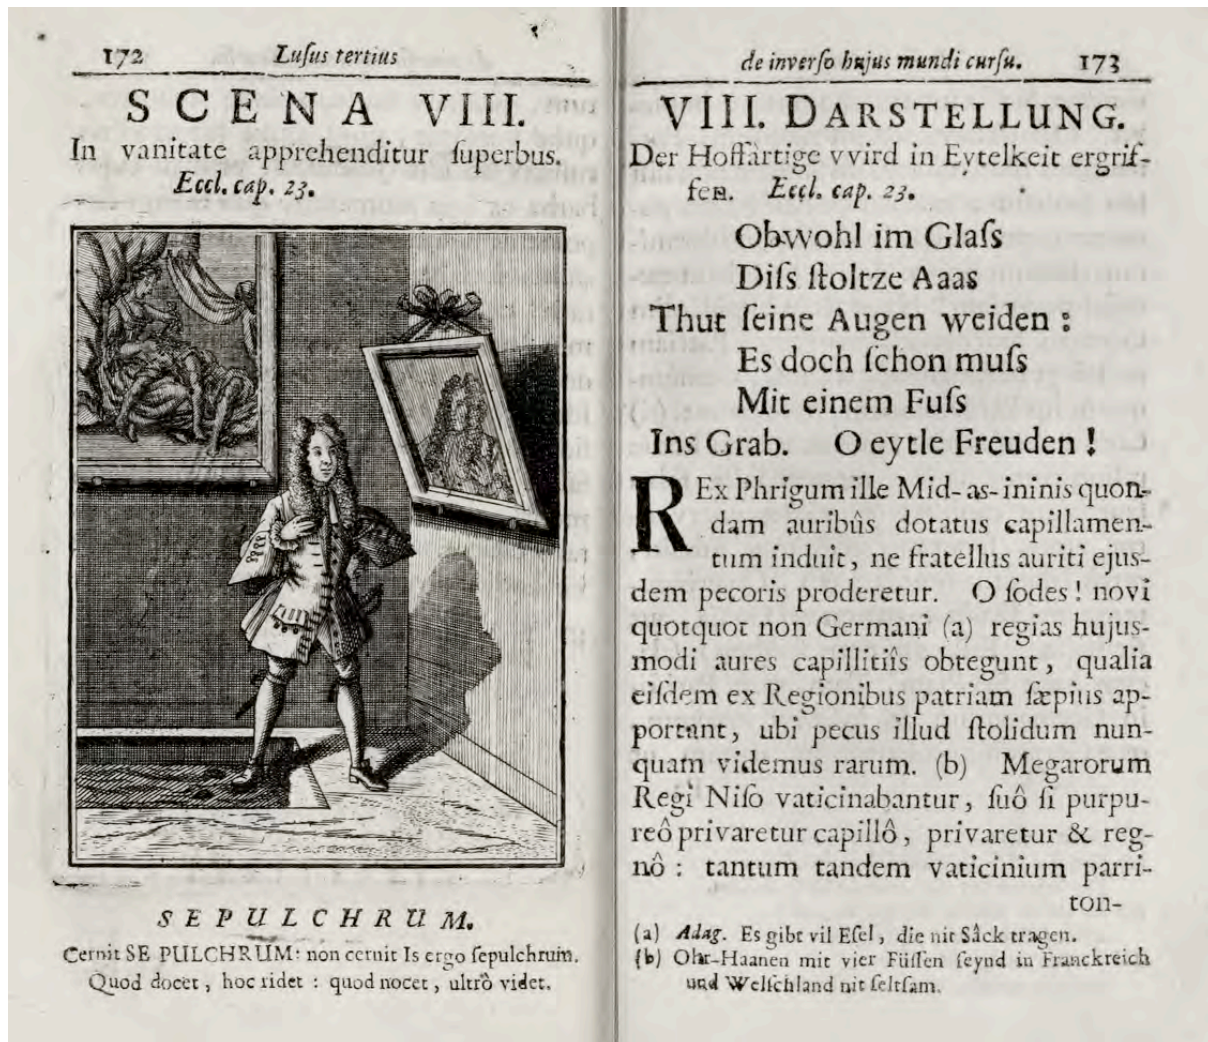 172 Luſus tertius
SCENA VIII.
In vanitate apprehenditur ſuperbus.
Eccl. cap. 23.
SEPULCHRUM.
Cernit SE PULCHRUM: non cernit Is ergo ſepulchrum.
Quod docet, hoc ridet : quod nocet, ultrô videt.
de inverſo hujus mundi curſu. 173
VIII. DARSTELLUNG.
Der Hoffärtige vvird in Eytelkeit ergrif-
fen. Eccl. cap. 23.
Obwohl im Glaſs
Diſs ſtoltze Aaas
Thut ſeine Augen weiden :
Es doch ſchon muſs
Mit einem Fuſs
Ins Grab. O eytle Freuden !
REx Phrigum ille Mid-as-ininis quon-
dam auribûs dotatus capillamen-
tum induit, ne fratellus auriti ejus-
dem pecoris proderetur. O ſodes ! novi
quotquot non Germani (a) regias hujus-
modi aures capillitiîs obtegunt, qualia
eiſdem ex Regionibus patriam ſæpius ap-
portant, ubi pecus illud ſtolidum nun-
quam videmus rarum. (b) Megarorum
Regi Niſo vaticinabantur, ſuô ſi purpu-
reô privaretur capillô, privaretur & reg-
nô : tantum tandem vaticinium parri-
ton-
(a) Adag. Es gibt vil Eſel, die nit Säck tragen.
(b) Ohr-Haanen mit vier Füſſen ſeynd in Franckreich
und Welſchland nit ſeltſam.